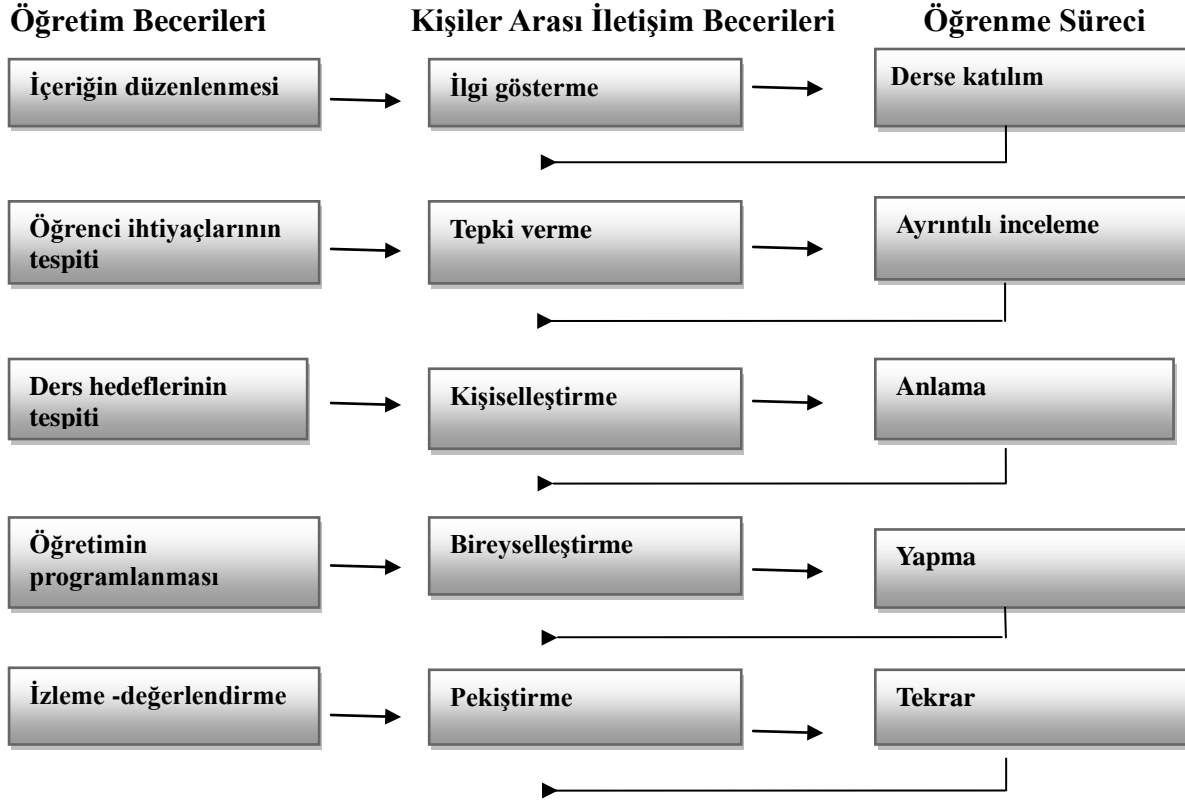 Öğretim Becerileri
Kişiler Arası İletişim Becerileri
Öğrenme Süreci
İçeriğin düzenlenmesi
İlgi gösterme
Derse katılım
Öğrenci ihtiyaçlarının
tespiti
Tepki verme
Ayrıntılı inceleme
Ders hedeflerinin
tespiti
Kişiselleştirme
Anlama
Öğretimin
programlanması
Bireyselleştirme
Yapma
İzleme -değerlendirme
Pekiştirme
Tekrar